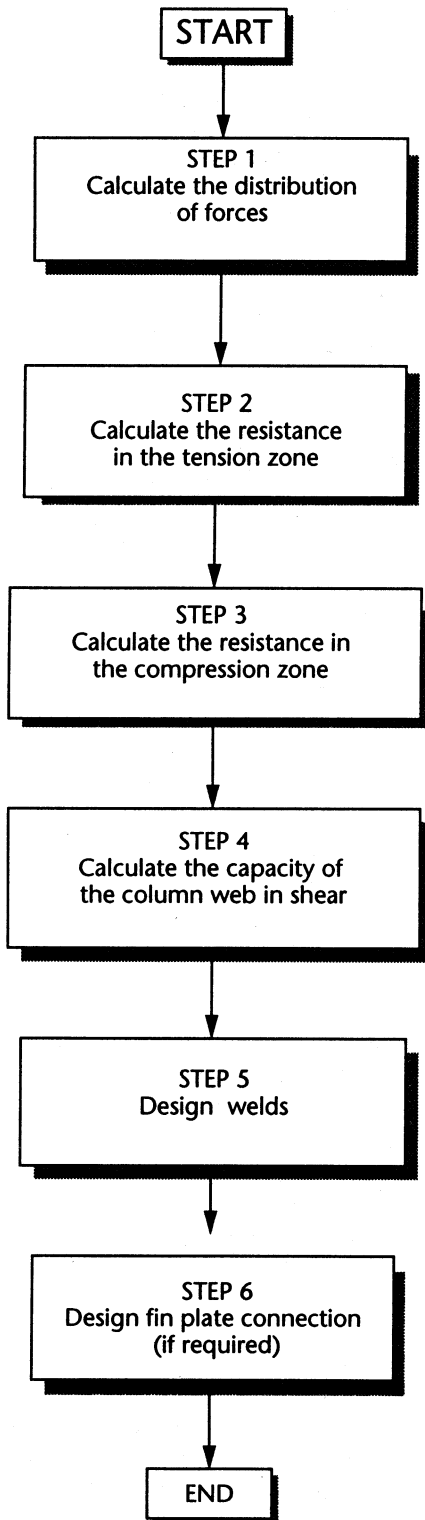 START
STEP 1
Calculate the distribution
of forces
STEP 2
Calculate the resistance
in the tension zone
STEP 3
Calculate the resistance in
the compression zone
STEP 4
Calculate the capacity of
the column web in shear
STEP 5
Design welds
STEP 6
Design fin plate connection
(if required)
END